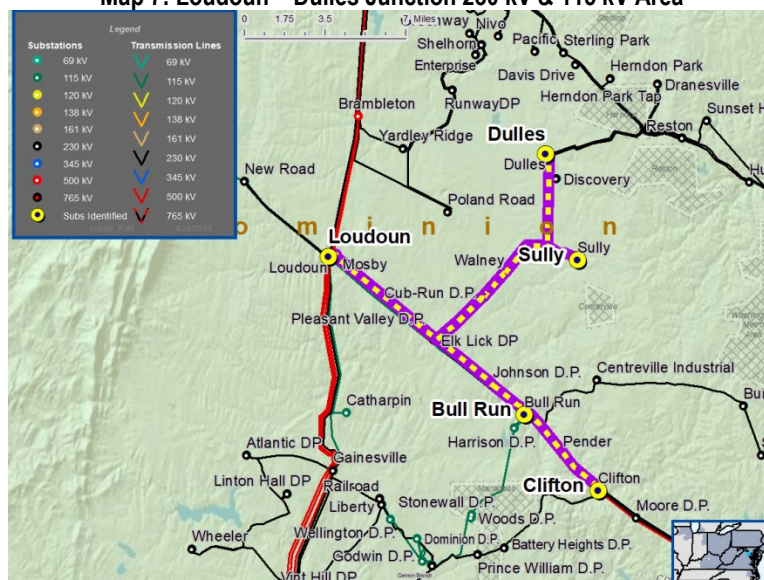 Map 7: Loudoun – Dulles Junction 230 kV & 115 kV Area
Legend
Substations
Transmission Lines
69 kV
69 kV
115 kV
115 kV
120 kV
120 kV
138 kV
138 kV
161 kV
161 kV
230 kV
230 kV
345 kV
345 kV
500 kV
500 kV
765 kV
765 kV
Subs Identified
0 1.75 3.5 7 Miles
Nivo
Shelhorn
Enterprise
Pacific
Sterling Park
Davis Drive
Herndon Park
Herndon Park Tap
Dranesville
Brambleton
RunwayDP
Yardley Ridge
Dulles
Dulles
Reston
Discovery
New Road
Poland Road
o m i n i o n
Loudoun
Loudoun
Mosby
Walney
Sully
Sully
Cub-Run D.P.
Pleasant Valley D.P.
Elk Lick DP
Johnson D.P.
Centreville Industrial
Catharpin
Bull Run
Bull Run
Harrison D.P.
Pender
Atlantic DP
Gainesville
Clifton
Clifton
Linton Hall DP
Railroad
Liberty
Stonewall D.P.
Moore D.P.
Wheeler
Wellington D.P.
Woods D.P.
Godwin D.P.
Dominion D.P.
Battery Heights D.P.
Vint Hill DP
Prince William D.P.